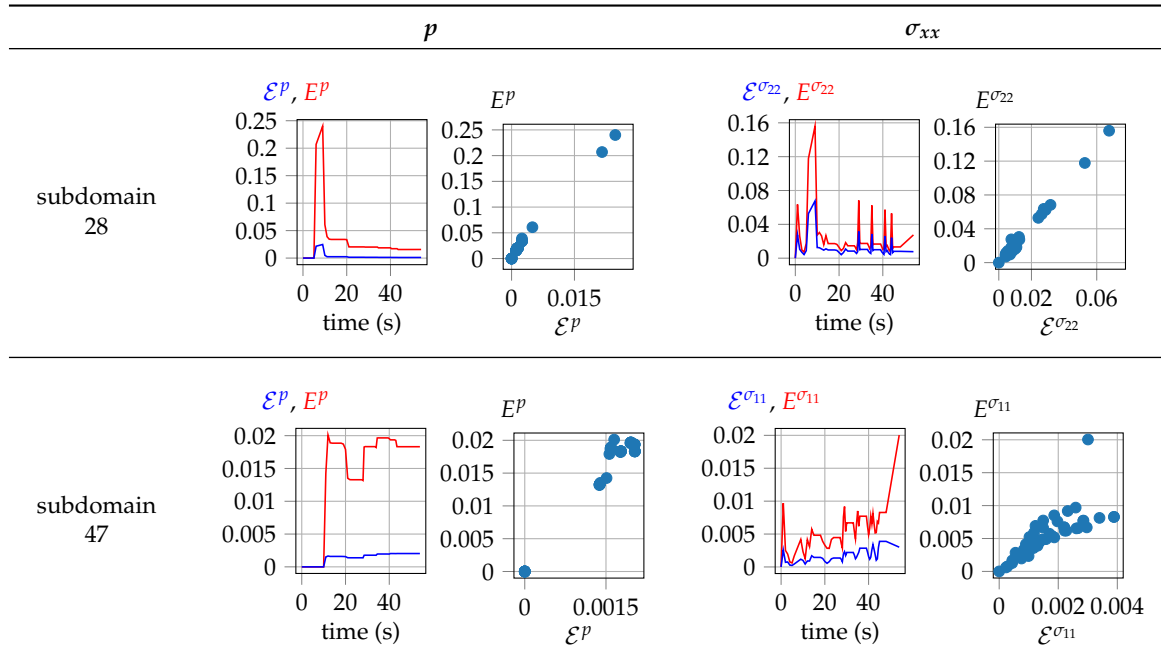 p σxx
subdomain
28
ℰᵖ, Eᵖ
0.25
0.2
0.15
0.1
0.05
0
0 20 40
time (s)
Eᵖ
0.25
0.2
0.15
0.1
0.05
0
0 0.015
ℰᵖ
ℰσ22, Eσ22
0.16
0.12
0.08
0.04
0
0 20 40
time (s)
Eσ22
0.16
0.12
0.08
0.04
0
0 0.02 0.06
ℰσ22
subdomain
47
ℰᵖ, Eᵖ
0.02
0.015
0.01
0.005
0
0 20 40
time (s)
Eᵖ
0.02
0.015
0.01
0.005
0
0 0.0015
ℰᵖ
ℰσ11, Eσ11
0.02
0.015
0.01
0.005
0
0 20 40
time (s)
Eσ11
0.02
0.015
0.01
0.005
0
0 0.002 0.004
ℰσ11